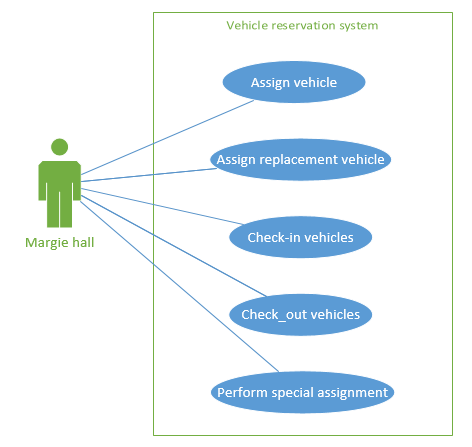 Vehicle reservation system
Assign vehicle
Assign replacement vehicle
Check-in vehicles
Margie hall
Check_out vehicles
Perform special assignment